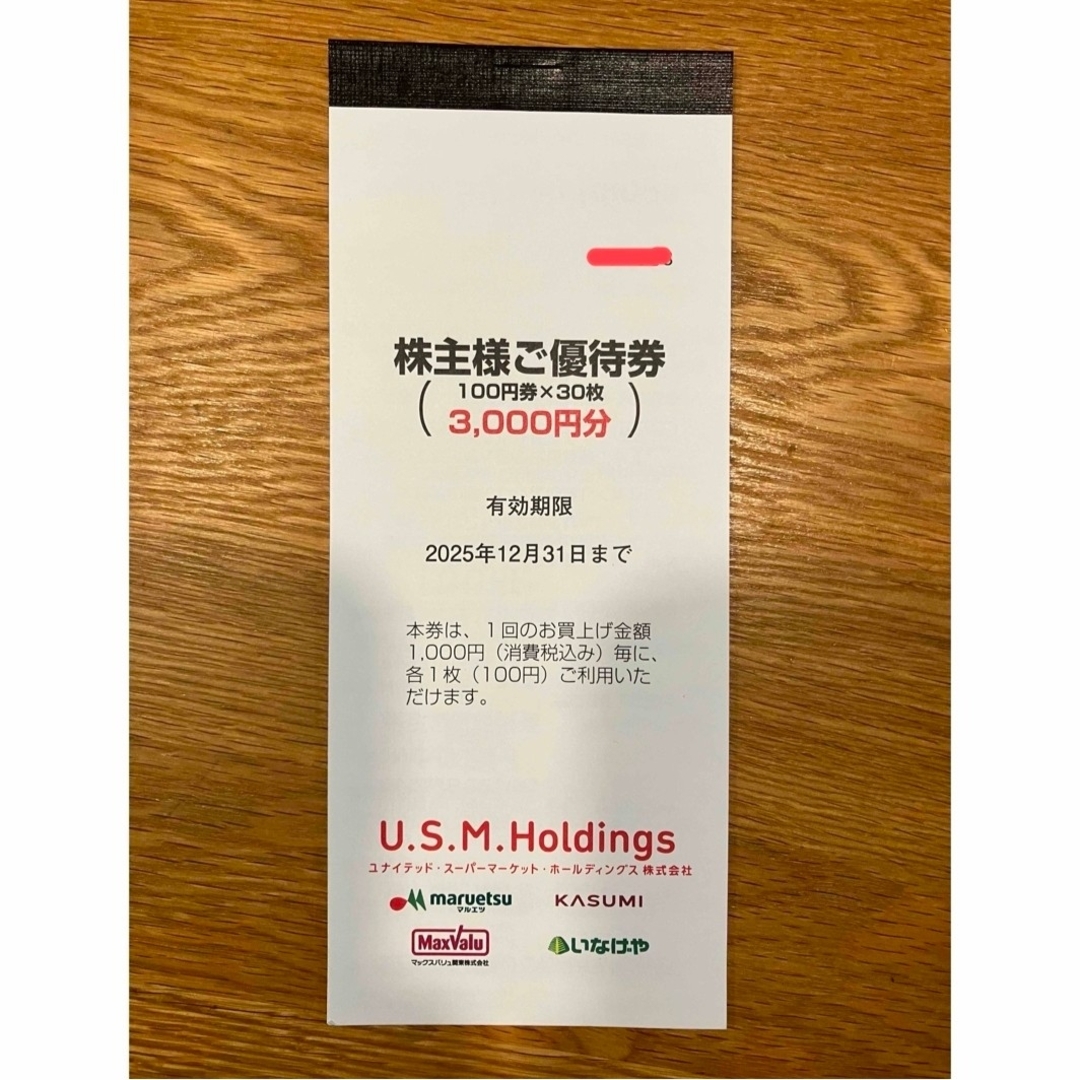 株主様ご優待券
(100円券×30枚
3,000円分)
有効期限
2025年12月31日まで
本券は、1回のお買上げ金額
1,000円（消費税込み）毎に、
各1枚（100円）ご利用いた
だけます。
U.S.M.Holdings
ユナイテッド・スーパーマーケット・ホールディングス 株式会社
maruetsu KASUMI
マルエツ
MaxValu いなげや
マックスバリュ関東株式会社